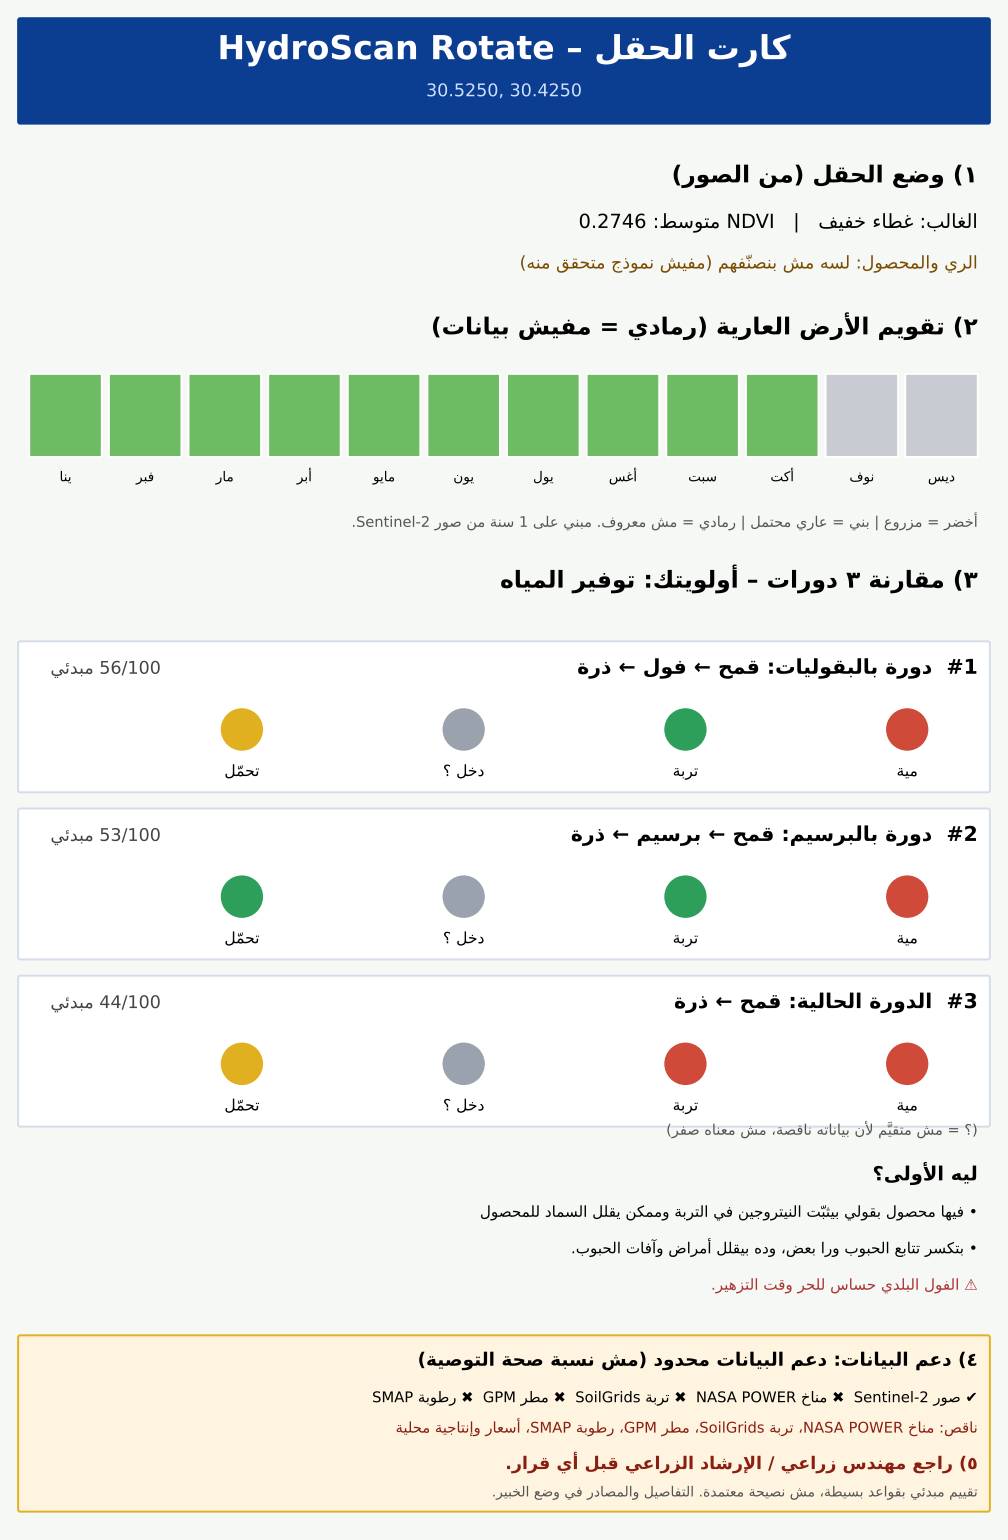 كارت الحقل – HydroScan Rotate
30.5250, 30.4250
١) وضع الحقل (من الصور)
الغالب: غطاء خفيف | NDVI متوسط: 0.2746
الري والمحصول: لسه مش بنصنّفهم (مفيش نموذج متحقق منه)
٢) تقويم الأرض العارية (رمادي = مفيش بيانات)
ينا فبر مار أبر مايو يون يول أغس سبت أكت نوف ديس
أخضر = مزروع | بني = عاري محتمل | رمادي = مش معروف. مبني على 1 سنة من صور Sentinel-2.
٣) مقارنة ٣ دورات – أولويتك: توفير المياه
#1 دورة بالبقوليات: قمح ← فول ← ذرة 56/100 مبدئي
مية تربة دخل ؟ تحمّل
#2 دورة بالبرسيم: قمح ← برسيم ← ذرة 53/100 مبدئي
مية تربة دخل ؟ تحمّل
#3 الدورة الحالية: قمح ← ذرة 44/100 مبدئي
مية تربة دخل ؟ تحمّل
(؟ = مش متقيَّم لأن بياناته ناقصة، مش معناه صفر)
ليه الأولى؟
• فيها محصول بقولي بيثبّت النيتروجين في التربة وممكن يقلل السماد للمحصول
• بتكسر تتابع الحبوب ورا بعض، وده بيقلل أمراض وآفات الحبوب.
⚠ الفول البلدي حساس للحر وقت التزهير.
٤) دعم البيانات: دعم البيانات محدود (مش نسبة صحة التوصية)
✔ صور Sentinel-2 ✖ مناخ NASA POWER ✖ تربة SoilGrids ✖ مطر GPM ✖ رطوبة SMAP
ناقص: مناخ NASA POWER، تربة SoilGrids، مطر GPM، رطوبة SMAP، أسعار وإنتاجية محلية
٥) راجع مهندس زراعي / الإرشاد الزراعي قبل أي قرار.
تقييم مبدئي بقواعد بسيطة، مش نصيحة معتمدة. التفاصيل والمصادر في وضع الخبير.